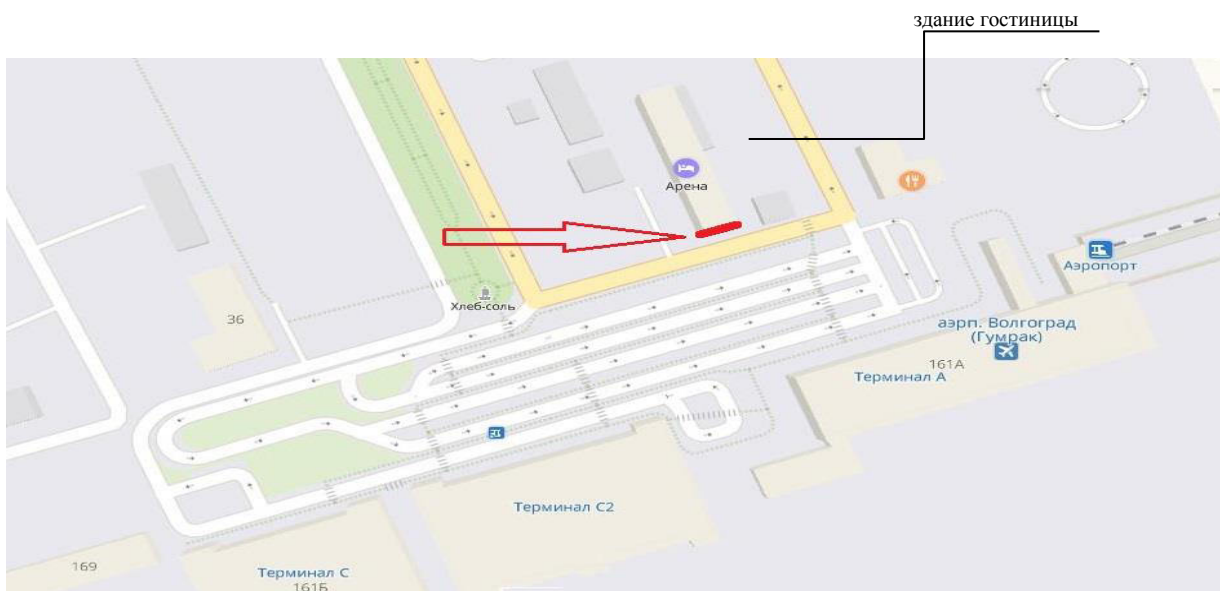 здание гостиницы
Арена
Аэропорт
Хлеб-соль
36
аэрп. Волгоград
(Гумрак)
161А
Терминал А
Терминал С2
169
Терминал С
161Б